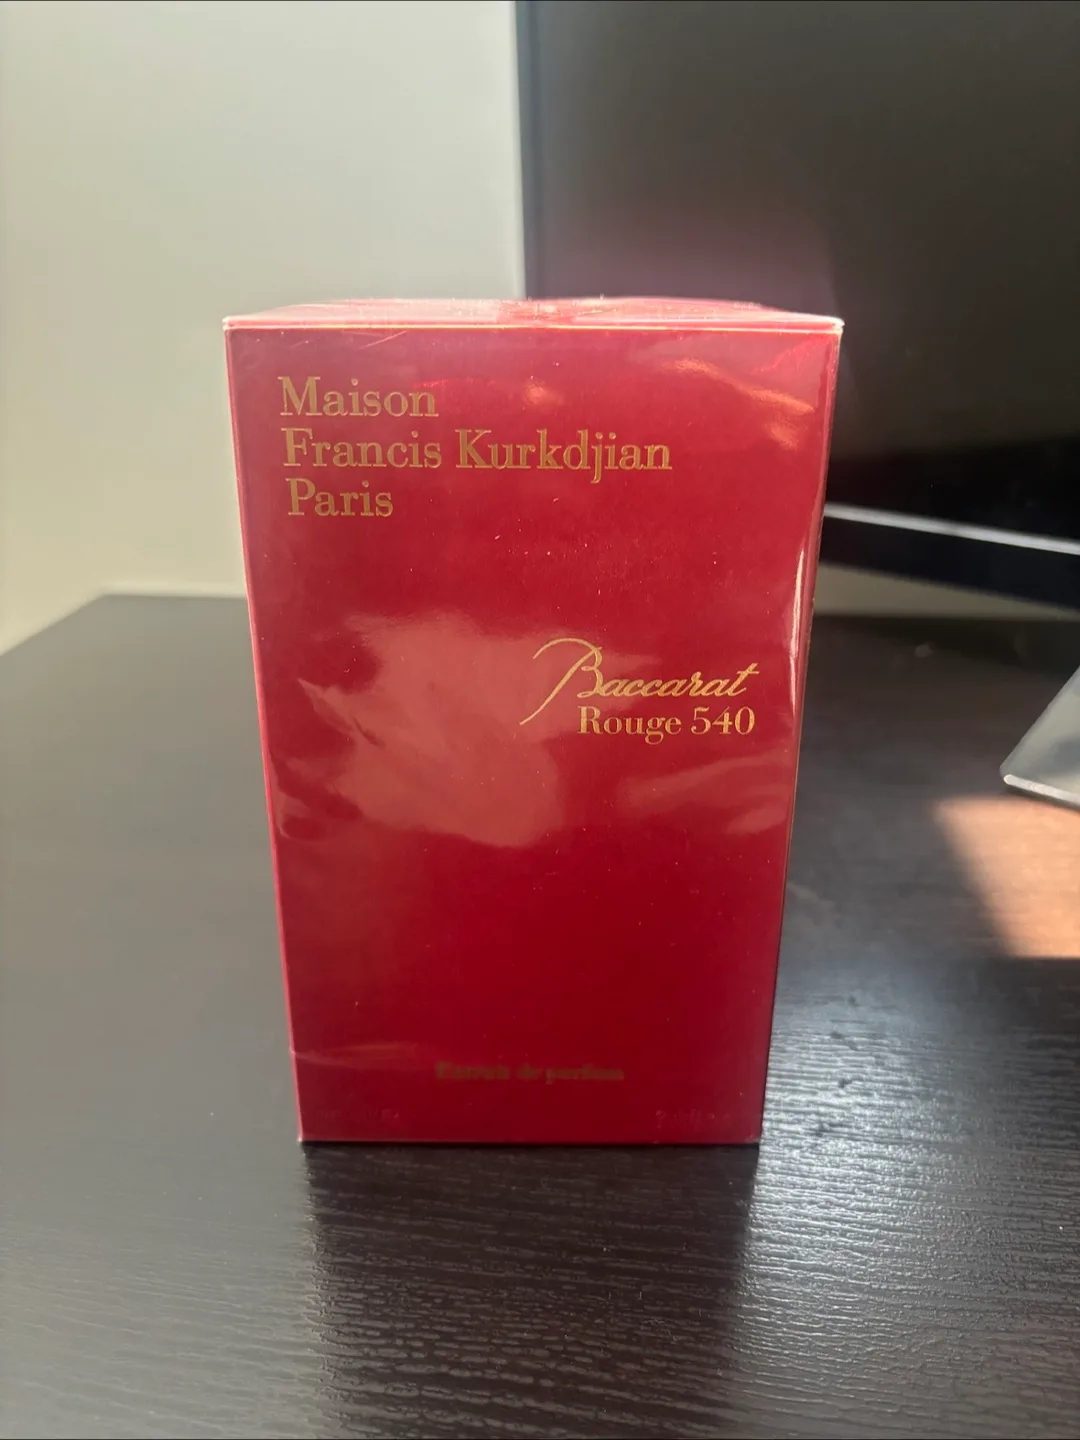 Maison
Francis Kurkdjian
Paris
Baccarat
Rouge 540
Extrait de parfum